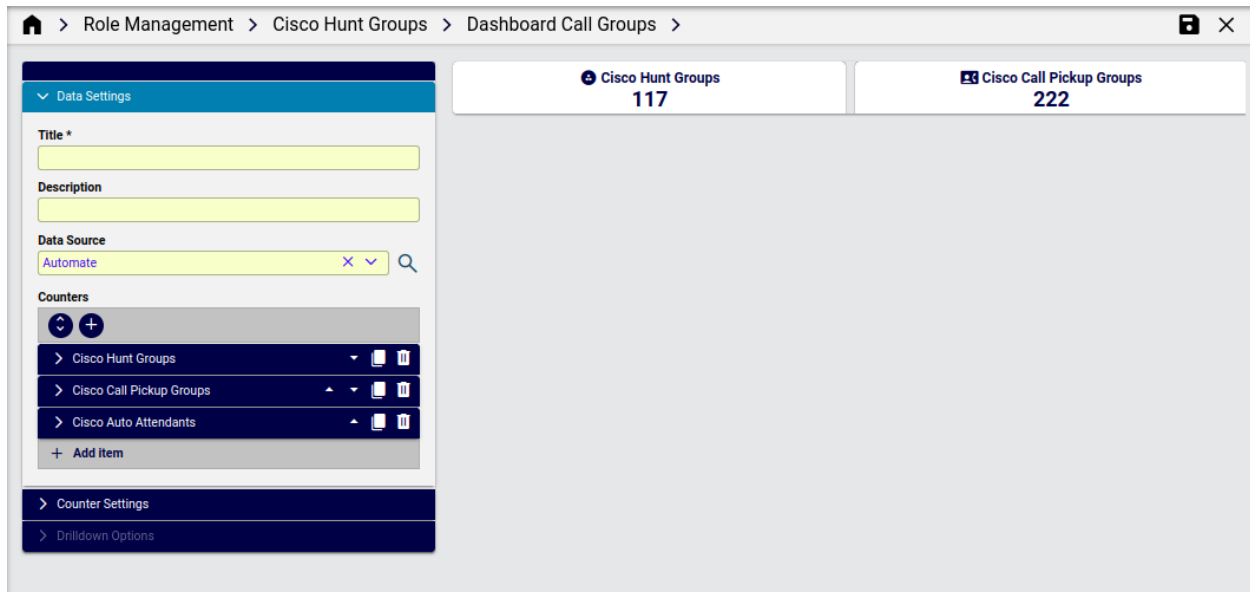 Role Management > Cisco Hunt Groups > Dashboard Call Groups >
Data Settings
Title *
Description
Data Source
Automate
Counters
Cisco Hunt Groups
Cisco Call Pickup Groups
Cisco Auto Attendants
+ Add item
Counter Settings
Drilldown Options
Cisco Hunt Groups
117
Cisco Call Pickup Groups
222